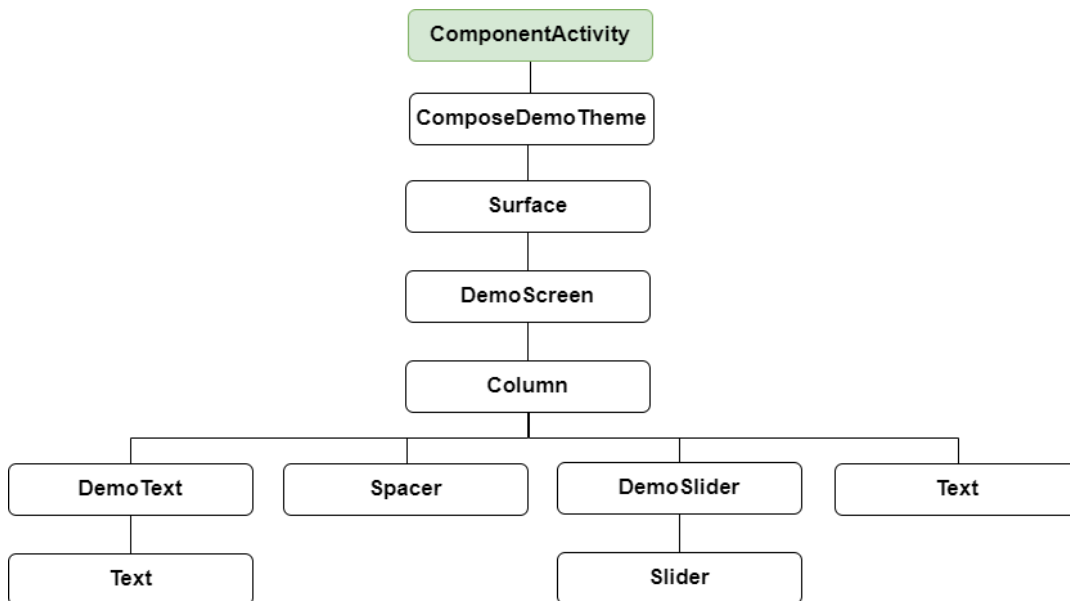 ComponentActivity
ComposeDemoTheme
Surface
DemoScreen
Column
DemoText
Spacer
DemoSlider
Text
Text
Slider